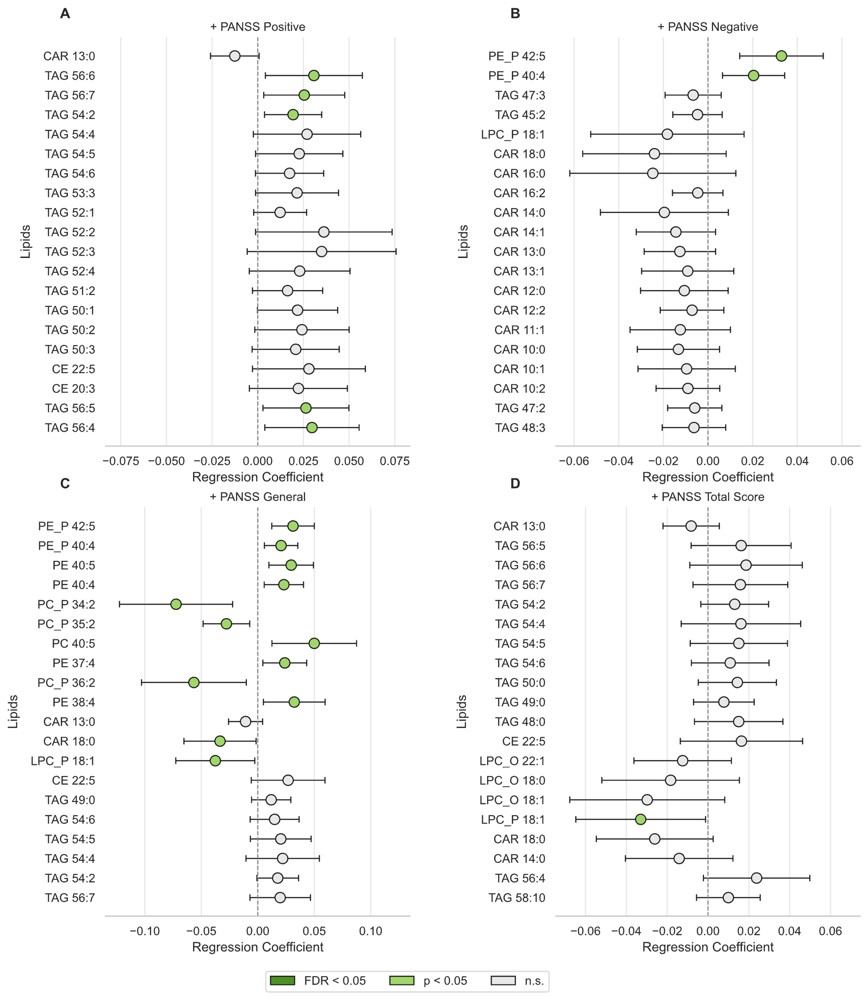 A
+ PANSS Positive
CAR 13:0
TAG 56:6
TAG 56:7
TAG 54:2
TAG 54:4
TAG 54:5
TAG 54:6
TAG 53:3
TAG 52:1
TAG 52:2
TAG 52:3
TAG 52:4
TAG 51:2
TAG 50:1
TAG 50:2
TAG 50:3
CE 22:5
CE 20:3
TAG 56:5
TAG 56:4
Lipids
−0.075 −0.050 −0.025 0.000 0.025 0.050 0.075
Regression Coefficient
B
+ PANSS Negative
PE_P 42:5
PE_P 40:4
TAG 47:3
TAG 45:2
LPC_P 18:1
CAR 18:0
CAR 16:0
CAR 16:2
CAR 14:0
CAR 14:1
CAR 13:0
CAR 13:1
CAR 12:0
CAR 12:2
CAR 11:1
CAR 10:0
CAR 10:1
CAR 10:2
TAG 47:2
TAG 48:3
Lipids
−0.06 −0.04 −0.02 0.00 0.02 0.04 0.06
Regression Coefficient
C
+ PANSS General
PE_P 42:5
PE_P 40:4
PE 40:5
PE 40:4
PC_P 34:2
PC_P 35:2
PC 40:5
PE 37:4
PC_P 36:2
PE 38:4
CAR 13:0
CAR 18:0
LPC_P 18:1
CE 22:5
TAG 49:0
TAG 54:6
TAG 54:5
TAG 54:4
TAG 54:2
TAG 56:7
Lipids
−0.10 −0.05 0.00 0.05 0.10
Regression Coefficient
D
+ PANSS Total Score
CAR 13:0
TAG 56:5
TAG 56:6
TAG 56:7
TAG 54:2
TAG 54:4
TAG 54:5
TAG 54:6
TAG 50:0
TAG 49:0
TAG 48:0
CE 22:5
LPC_O 22:1
LPC_O 18:0
LPC_O 18:1
LPC_P 18:1
CAR 18:0
CAR 14:0
TAG 56:4
TAG 58:10
Lipids
−0.06 −0.04 −0.02 0.00 0.02 0.04 0.06
Regression Coefficient
FDR < 0.05 p < 0.05 n.s.